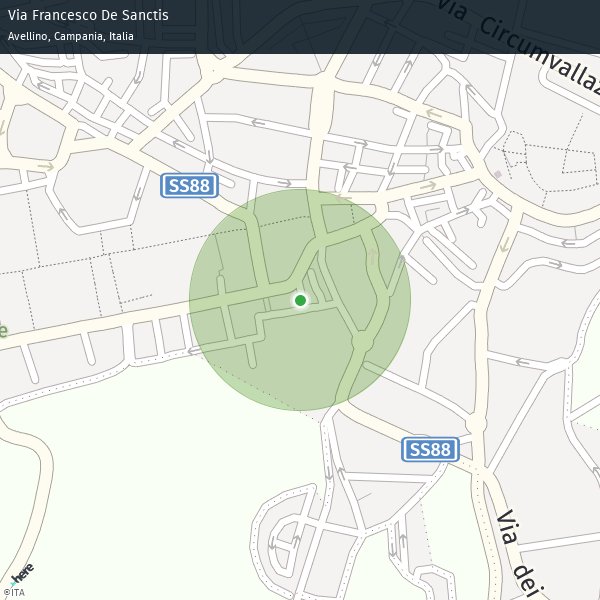 Via Francesco De Sanctis
Avellino, Campania, Italia
Via Circumvallaz
SS88
SS88
Via dei
here
©ITA